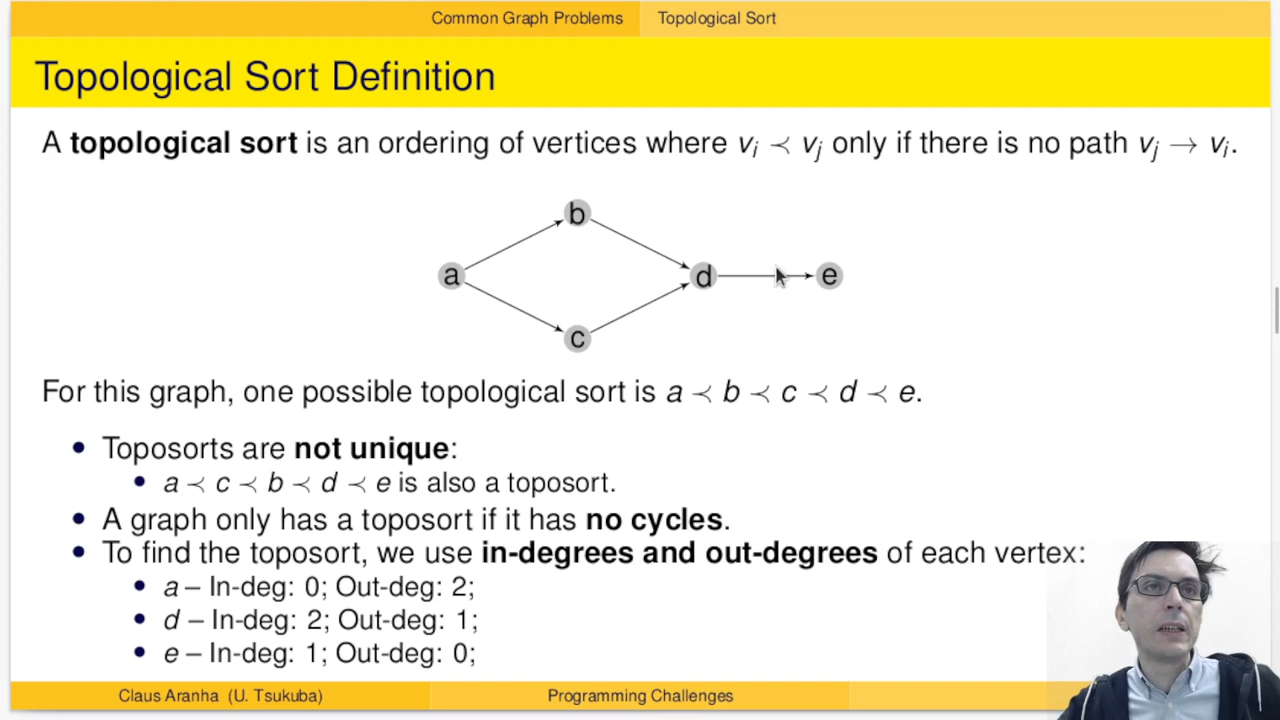 Common Graph Problems Topological Sort
Topological Sort Definition
A topological sort is an ordering of vertices where vᵢ ≺ vⱼ only if there is no path vⱼ → vᵢ.
b
a d e
c
For this graph, one possible topological sort is a ≺ b ≺ c ≺ d ≺ e.
• Toposorts are not unique:
• a ≺ c ≺ b ≺ d ≺ e is also a toposort.
• A graph only has a toposort if it has no cycles.
• To find the toposort, we use in-degrees and out-degrees of each vertex:
• a – In-deg: 0; Out-deg: 2;
• d – In-deg: 2; Out-deg: 1;
• e – In-deg: 1; Out-deg: 0;
Claus Aranha (U. Tsukuba) Programming Challenges